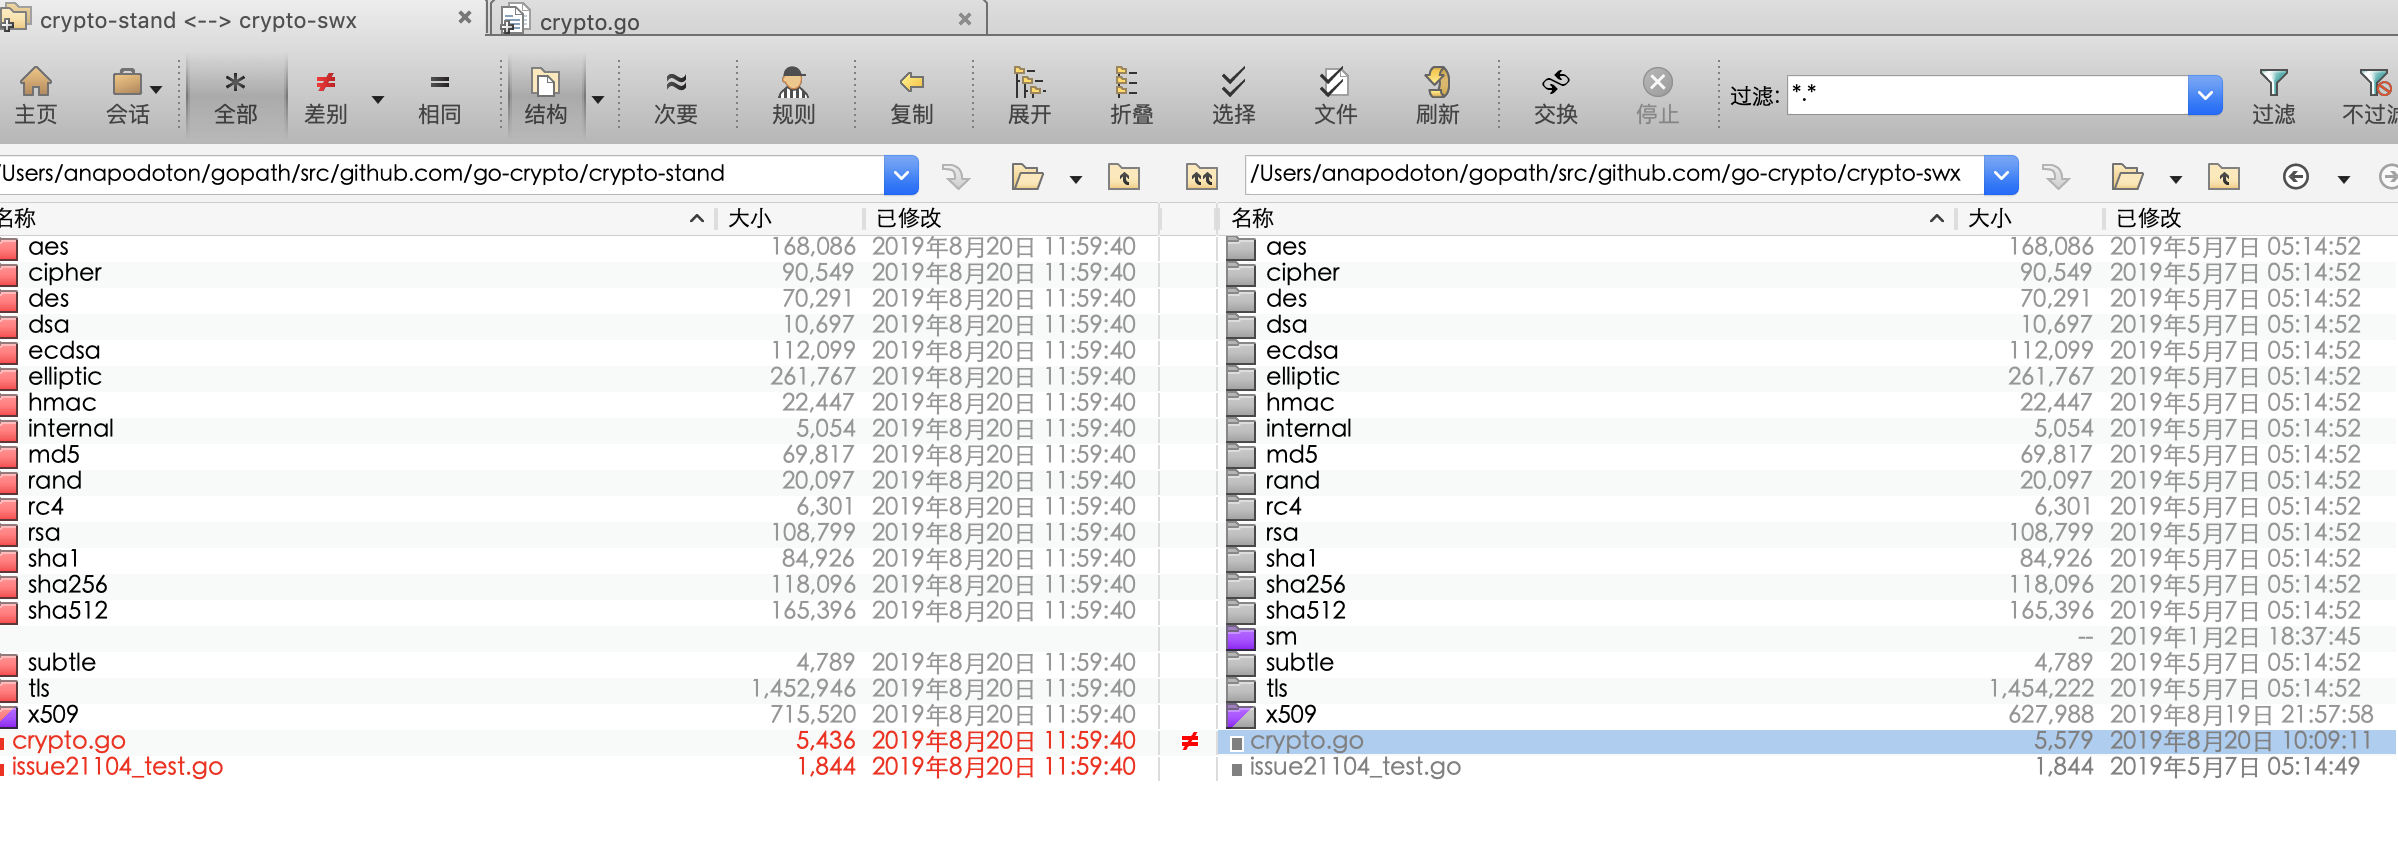 crypto-stand <--> crypto-swx
crypto.go
主页 会话 全部 差别 相同 结构 次要 规则 复制 展开 折叠 选择 文件 刷新 交换 停止 过滤: *.* 过滤 不过滤
/Users/anapodoton/gopath/src/github.com/go-crypto/crypto-stand /Users/anapodoton/gopath/src/github.com/go-crypto/crypto-swx
名称 大小 已修改 名称 大小 已修改
aes 168,086 2019年8月20日 11:59:40 aes 168,086 2019年5月7日 05:14:52
cipher 90,549 2019年8月20日 11:59:40 cipher 90,549 2019年5月7日 05:14:52
des 70,291 2019年8月20日 11:59:40 des 70,291 2019年5月7日 05:14:52
dsa 10,697 2019年8月20日 11:59:40 dsa 10,697 2019年5月7日 05:14:52
ecdsa 112,099 2019年8月20日 11:59:40 ecdsa 112,099 2019年5月7日 05:14:52
elliptic 261,767 2019年8月20日 11:59:40 elliptic 261,767 2019年5月7日 05:14:52
hmac 22,447 2019年8月20日 11:59:40 hmac 22,447 2019年5月7日 05:14:52
internal 5,054 2019年8月20日 11:59:40 internal 5,054 2019年5月7日 05:14:52
md5 69,817 2019年8月20日 11:59:40 md5 69,817 2019年5月7日 05:14:52
rand 20,097 2019年8月20日 11:59:40 rand 20,097 2019年5月7日 05:14:52
rc4 6,301 2019年8月20日 11:59:40 rc4 6,301 2019年5月7日 05:14:52
rsa 108,799 2019年8月20日 11:59:40 rsa 108,799 2019年5月7日 05:14:52
sha1 84,926 2019年8月20日 11:59:40 sha1 84,926 2019年5月7日 05:14:52
sha256 118,096 2019年8月20日 11:59:40 sha256 118,096 2019年5月7日 05:14:52
sha512 165,396 2019年8月20日 11:59:40 sha512 165,396 2019年5月7日 05:14:52
sm -- 2019年1月2日 18:37:45
subtle 4,789 2019年8月20日 11:59:40 subtle 4,789 2019年5月7日 05:14:52
tls 1,452,946 2019年8月20日 11:59:40 tls 1,454,222 2019年5月7日 05:14:52
x509 715,520 2019年8月20日 11:59:40 x509 627,988 2019年8月19日 21:57:58
crypto.go 5,436 2019年8月20日 11:59:40 ≠ crypto.go 5,579 2019年8月20日 10:09:11
issue21104_test.go 1,844 2019年8月20日 11:59:40 issue21104_test.go 1,844 2019年5月7日 05:14:49